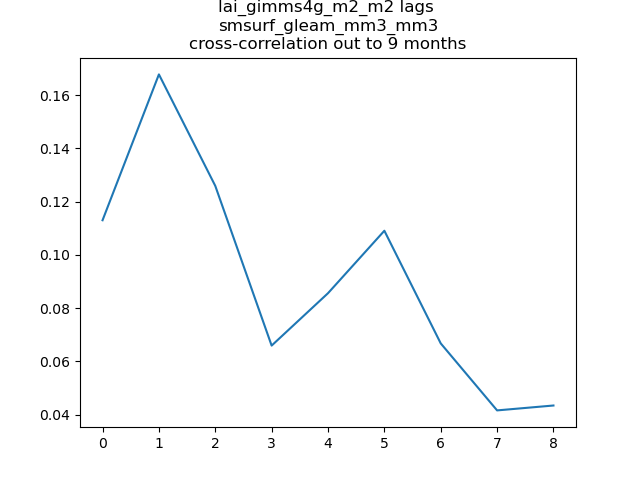 lai_gimms4g_m2_m2 lags
smsurf_gleam_mm3_mm3
cross-correlation out to 9 months
0.16
0.14
0.12
0.10
0.08
0.06
0.04
0 1 2 3 4 5 6 7 8